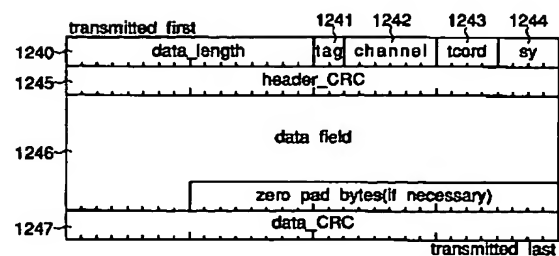 1241 1242 1243 1244
transmitted first
1240 data_length tag channel tcord sy
1245 header_CRC
1246 data field
zero pad bytes(if necessary)
1247 data_CRC
transmitted last